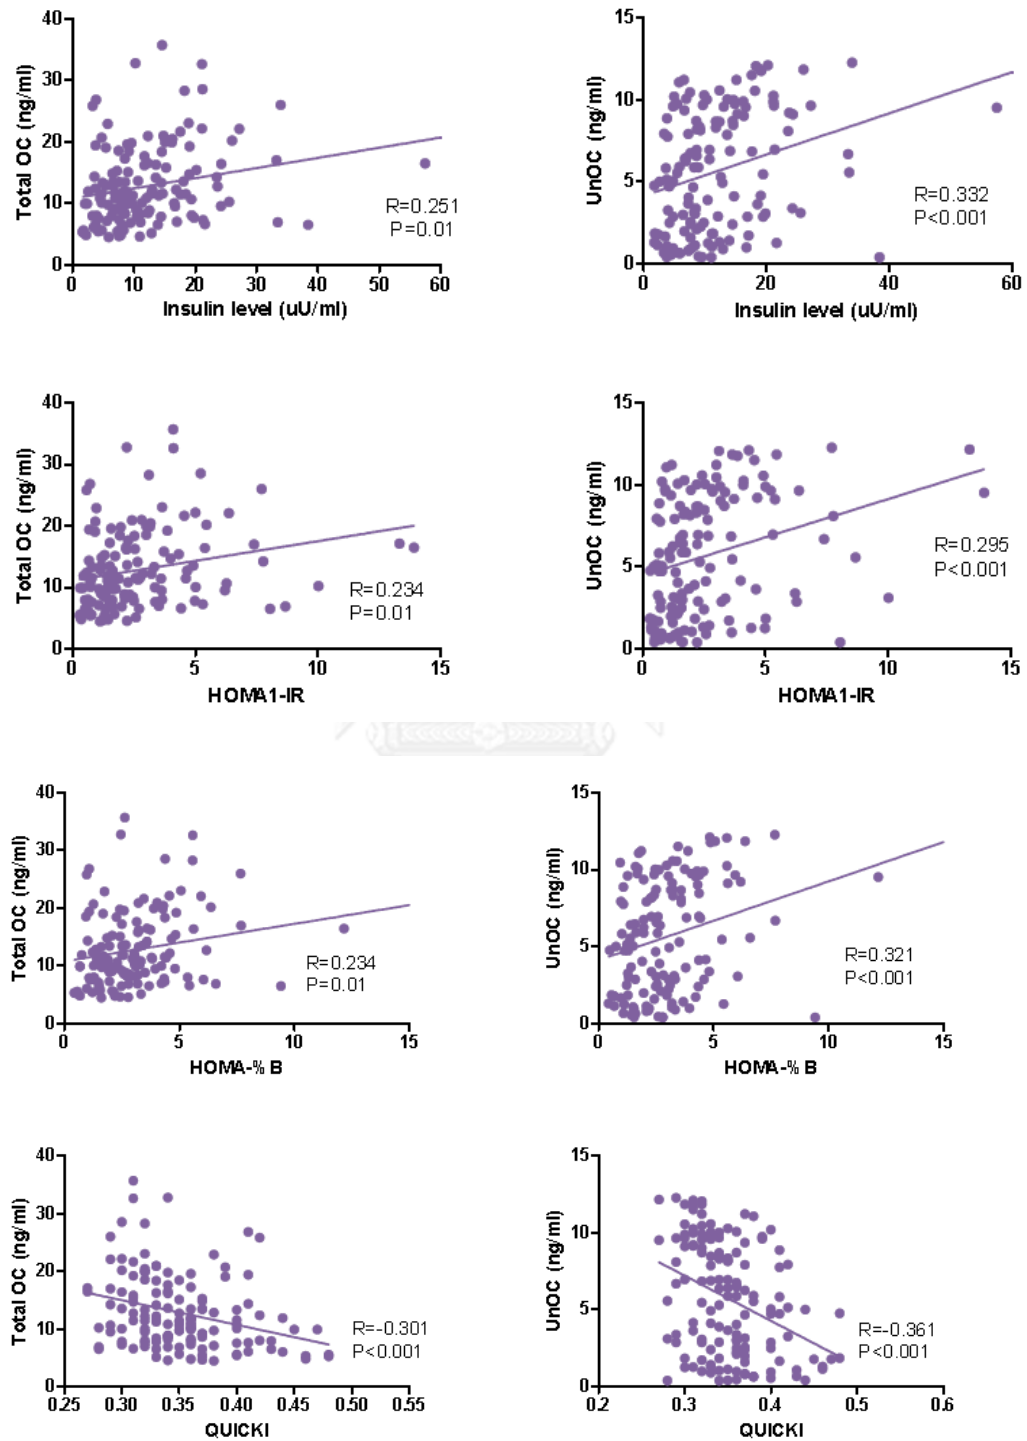 40
30
20
10
0
Total OC (ng/ml)
R=0.251
P=0.01
0 10 20 30 40 50 60
Insulin level (uU/ml)
15
10
5
0
UnOC (ng/ml)
R=0.332
P<0.001
0 20 40 60
Insulin level (uU/ml)
40
30
20
10
0
Total OC (ng/ml)
R=0.234
P=0.01
0 5 10 15
HOMA1-IR
15
10
5
0
UnOC (ng/ml)
R=0.295
P<0.001
0 5 10 15
HOMA1-IR
40
30
20
10
0
Total OC (ng/ml)
R=0.234
P=0.01
0 5 10 15
HOMA-% B
15
10
5
0
UnOC (ng/ml)
R=0.321
P<0.001
0 5 10 15
HOMA-% B
40
30
20
10
0
Total OC (ng/ml)
R=-0.301
P<0.001
0.25 0.30 0.35 0.40 0.45 0.50 0.55
QUICKI
15
10
5
0
UnOC (ng/ml)
R=-0.361
P<0.001
0.2 0.3 0.4 0.5 0.6
QUICKI